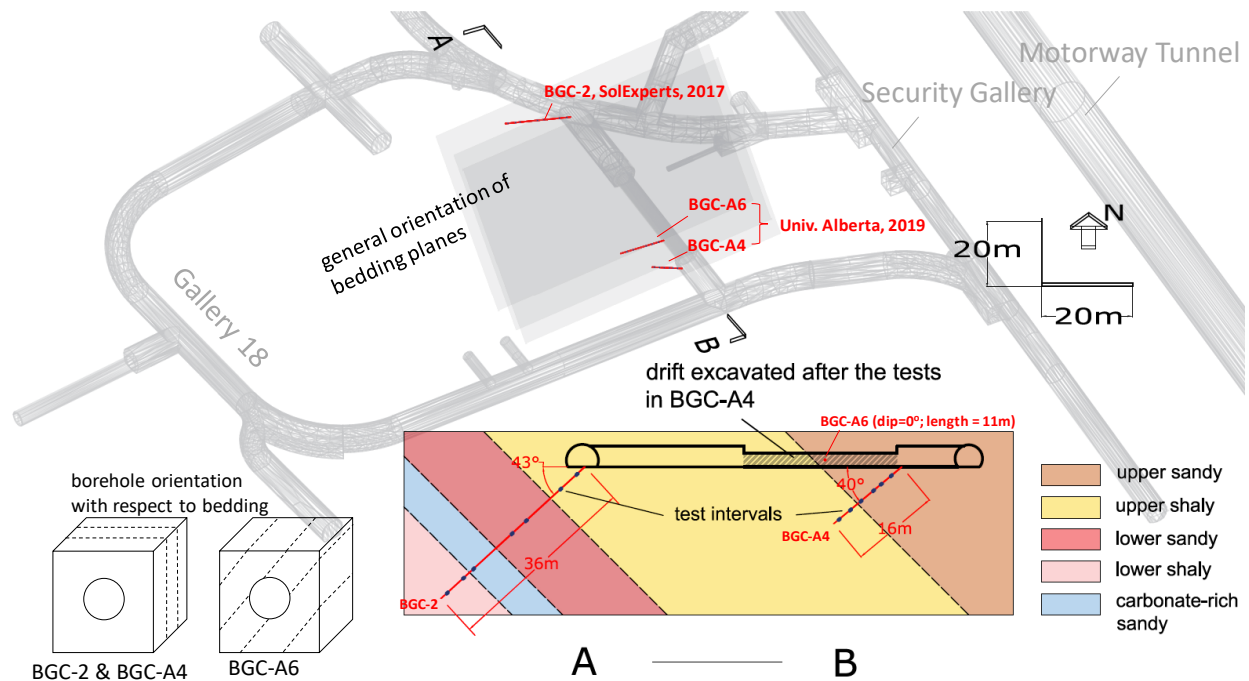 A
Motorway Tunnel
BGC-2, SolExperts, 2017
Security Gallery
general orientation of
bedding planes
BGC-A6
BGC-A4
Univ. Alberta, 2019
N
20m
20m
Gallery 18
B
drift excavated after the tests
in BGC-A4
BGC-A6 (dip=0°; length = 11m)
43°
40°
test intervals
16m
BGC-A4
36m
BGC-2
borehole orientation
with respect to bedding
BGC-2 & BGC-A4
BGC-A6
upper sandy
upper shaly
lower sandy
lower shaly
carbonate-rich
sandy
A
B